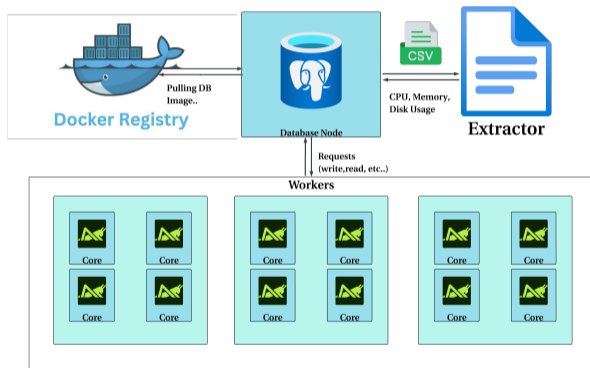 CSV
Pulling DB
Image..
CPU, Memory,
Disk Usage
Docker Registry
Extractor
Database Node
Requests
(write,read, etc..)
Workers
Core
Core
Core
Core
Core
Core
Core
Core
Core
Core
Core
Core